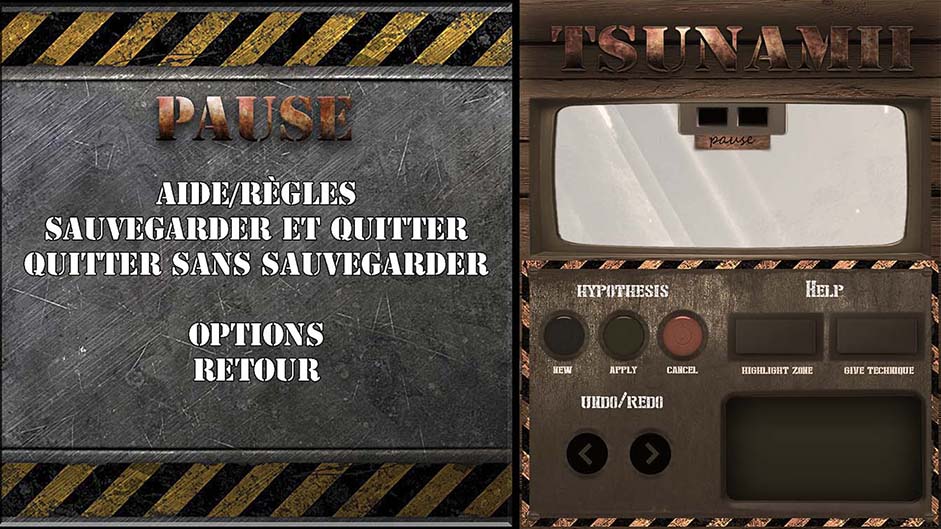 PAUSE
AIDE/RÈGLES
SAUVEGARDER ET QUITTER
QUITTER SANS SAUVEGARDER
OPTIONS
RETOUR
TSUNAMII
pause
HYPOTHESIS
NEW
APPLY
CANCEL
UNDO/REDO
HELP
HIGHLIGHT ZONE
GIVE TECHNIQUE